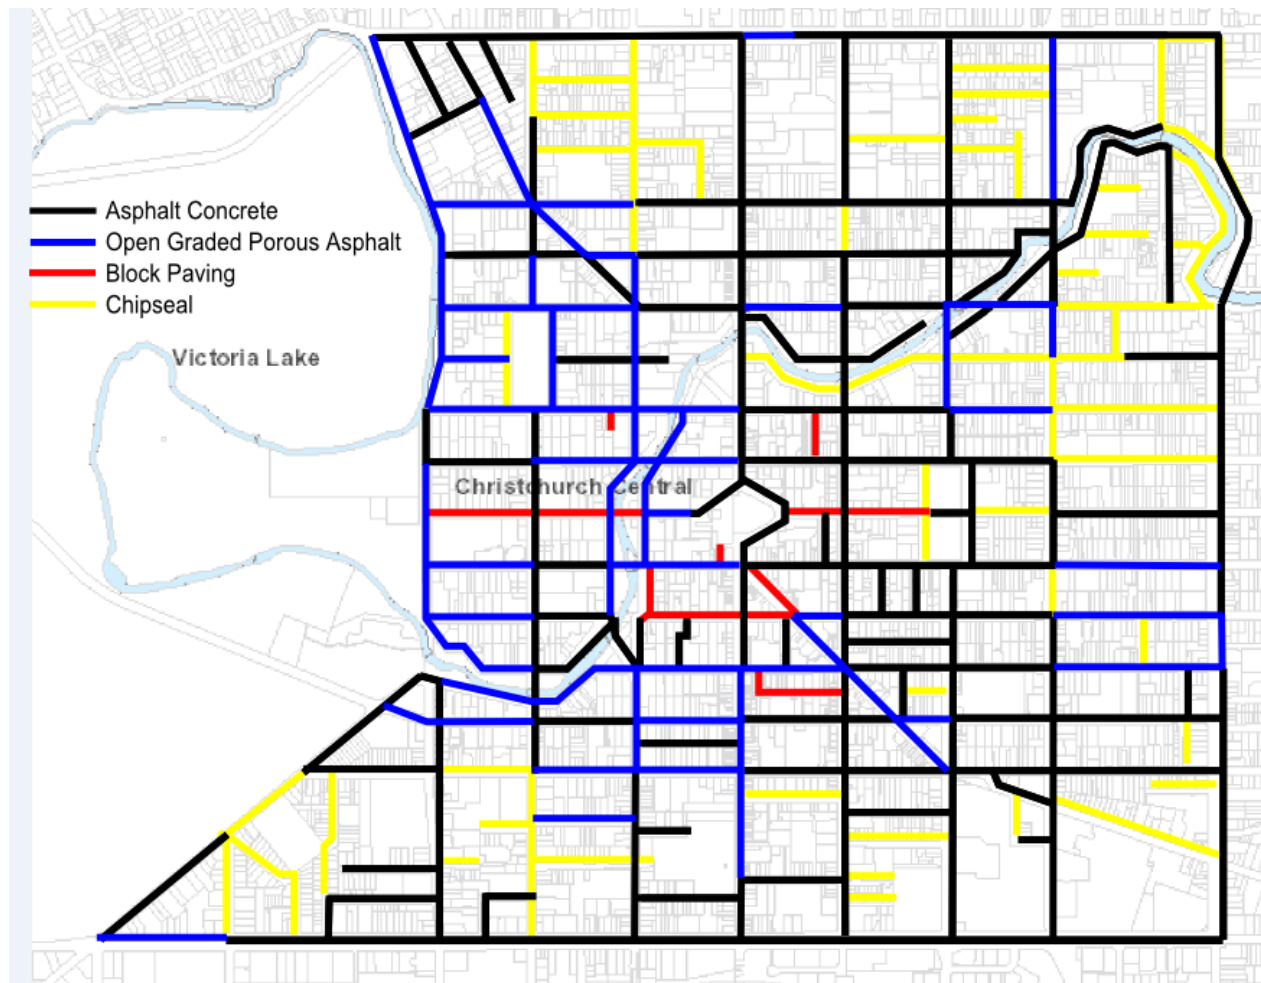 Asphalt Concrete
Open Graded Porous Asphalt
Block Paving
Chipseal
Victoria Lake
Christchurch Central